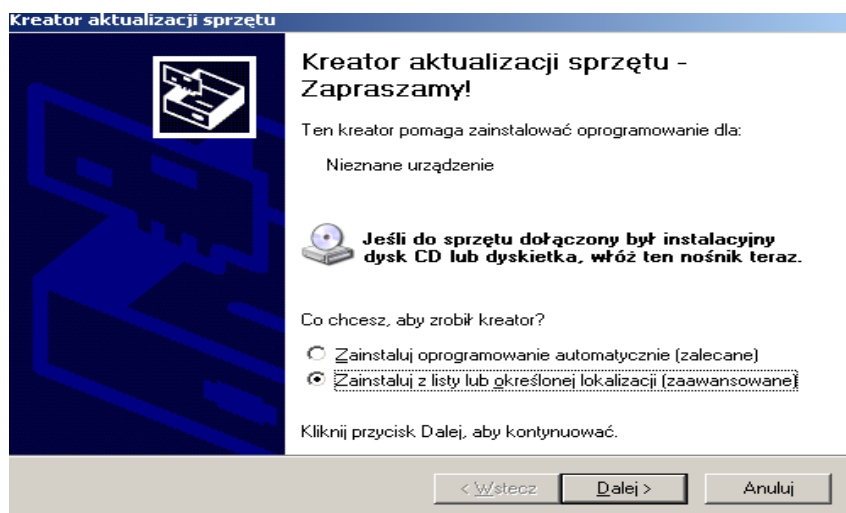 Kreator aktualizacji sprzętu
Kreator aktualizacji sprzętu -
Zapraszamy!
Ten kreator pomaga zainstalować oprogramowanie dla:
Nieznane urządzenie
Jeśli do sprzętu dołączony był instalacyjny
dysk CD lub dyskietka, włóż ten nośnik teraz.
Co chcesz, aby zrobił kreator?
Zainstaluj oprogramowanie automatycznie (zalecane)
Zainstaluj z listy lub określonej lokalizacji (zaawansowane)
Kliknij przycisk Dalej, aby kontynuować.
< Wstecz Dalej > Anuluj